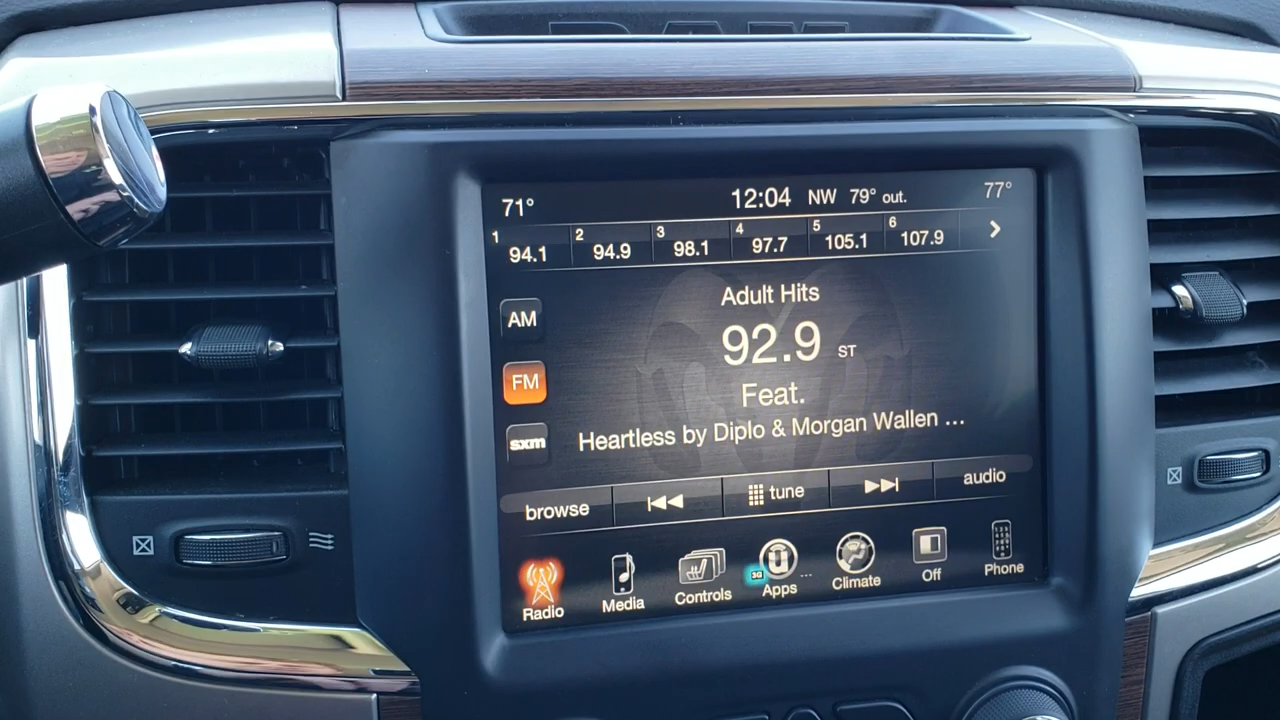 RAM
71° 12:04 NW 79° out. 77°
1 94.1 2 94.9 3 98.1 4 97.7 5 105.1 6 107.9
Adult Hits
AM
92.9 ST
FM
Feat.
sxm
Heartless by Diplo & Morgan Wallen ...
browse tune audio
3G ...
Radio Media Controls Apps Climate Off Phone